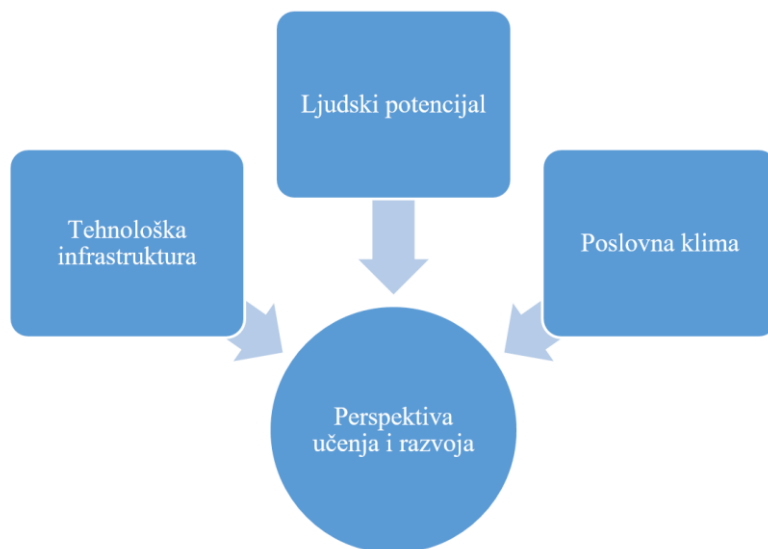 Ljudski potencijal
Tehnološka
infrastruktura
Poslovna klima
Perspektiva
učenja i razvoja